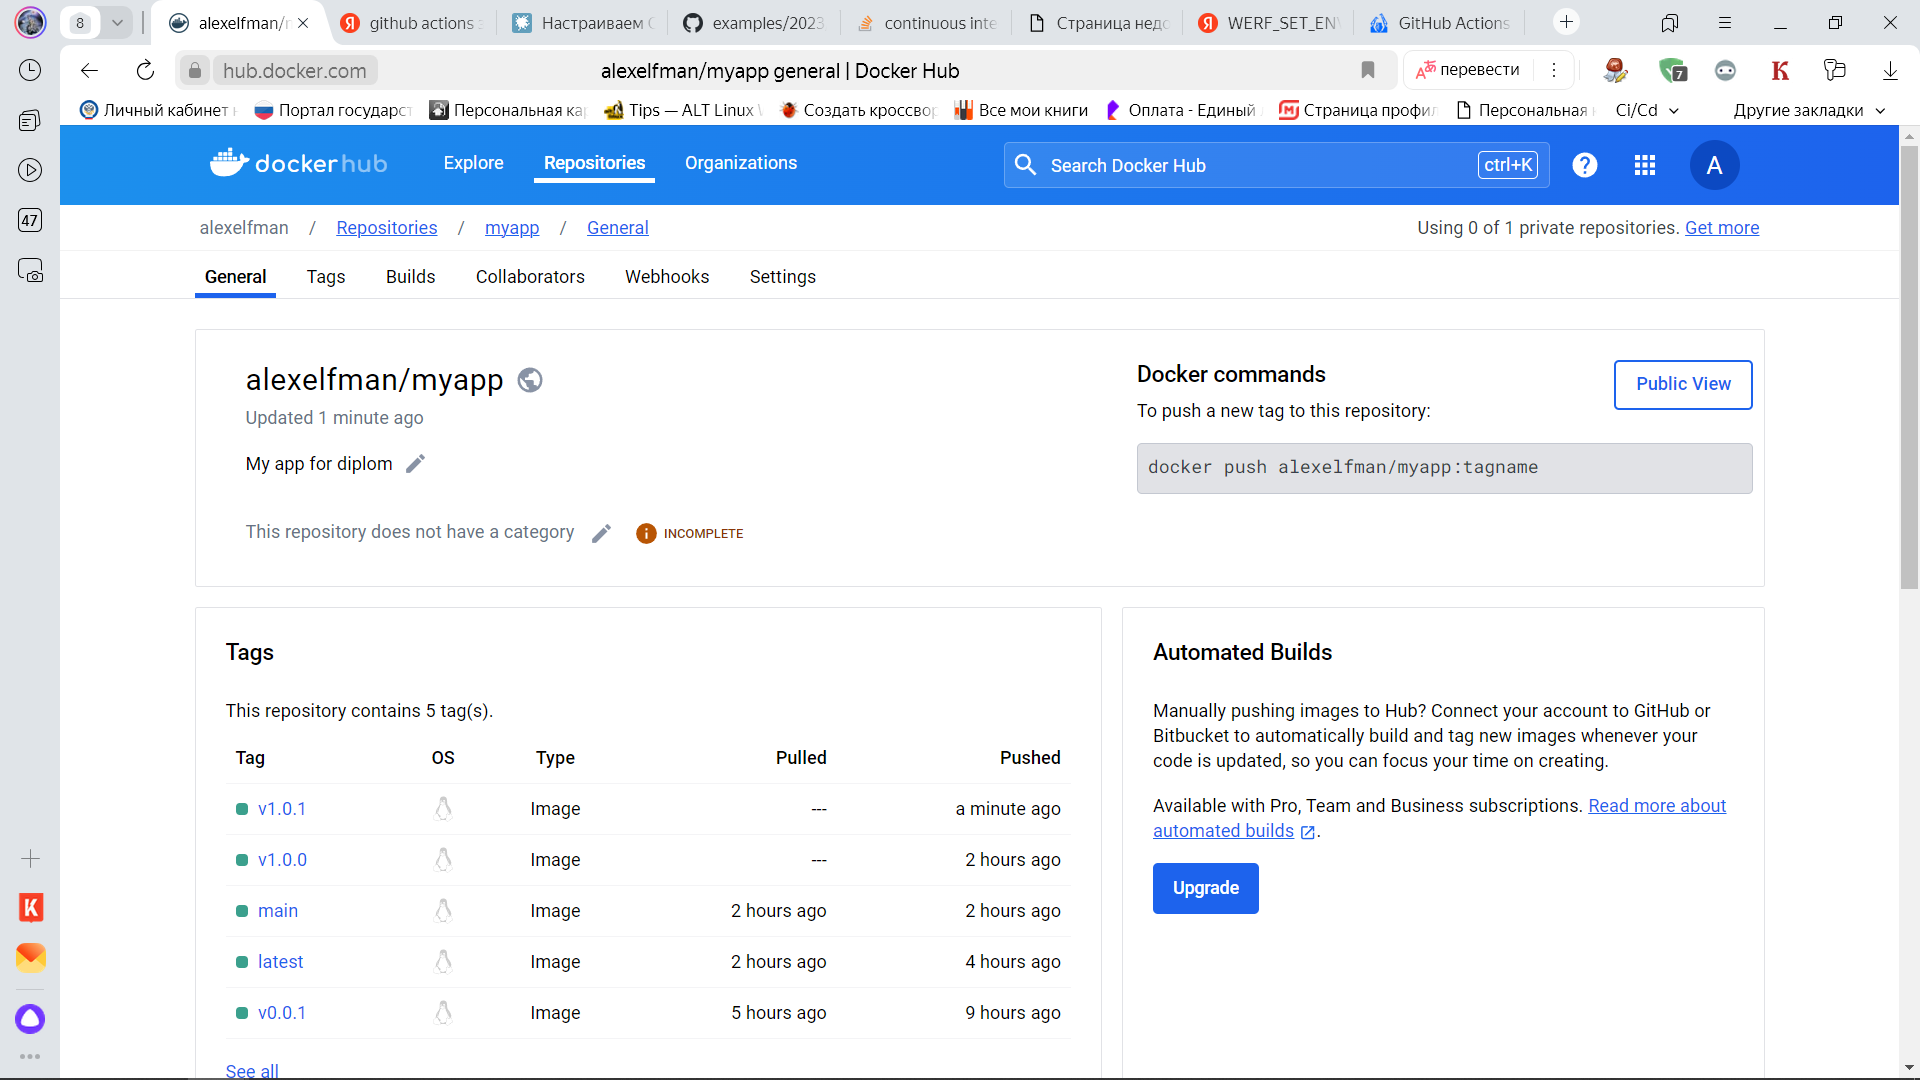 8
alexelfman/m
github actions
Настраиваем
examples/2023
continuous inte
Страница недо
WERF_SET_EN
GitHub Actions
hub.docker.com
alexelfman/myapp general | Docker Hub
перевести
7
Личный кабинет
Портал государст
Персональная ка
Tips — ALT Linux
Создать кроссвор
Все мои книги
Оплата - Единый
Страница профил
Персональная
Ci/Cd
Другие закладки
47
dockerhub
Explore
Repositories
Organizations
Search Docker Hub
ctrl+K
A
alexelfman / Repositories / myapp / General
Using 0 of 1 private repositories. Get more
General
Tags
Builds
Collaborators
Webhooks
Settings
alexelfman/myapp
Updated 1 minute ago
My app for diplom
This repository does not have a category
INCOMPLETE
Docker commands
Public View
To push a new tag to this repository:
docker push alexelfman/myapp:tagname
Tags
This repository contains 5 tag(s).
Tag OS Type Pulled Pushed
v1.0.1 Image --- a minute ago
v1.0.0 Image --- 2 hours ago
main Image 2 hours ago 2 hours ago
latest Image 2 hours ago 4 hours ago
v0.0.1 Image 5 hours ago 9 hours ago
See all
Automated Builds
Manually pushing images to Hub? Connect your account to GitHub or
Bitbucket to automatically build and tag new images whenever your
code is updated, so you can focus your time on creating.
Available with Pro, Team and Business subscriptions. Read more about
automated builds.
Upgrade